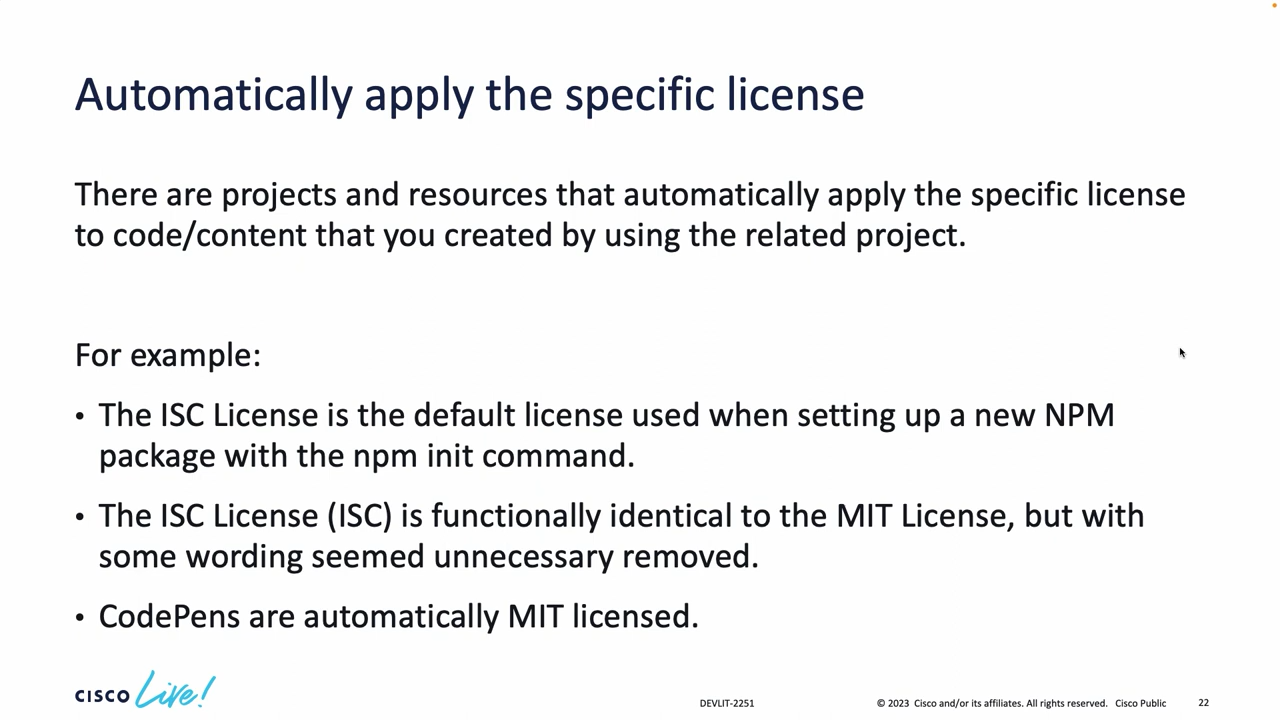 Automatically apply the specific license
There are projects and resources that automatically apply the specific license
to code/content that you created by using the related project.
For example:
• The ISC License is the default license used when setting up a new NPM
package with the npm init command.
• The ISC License (ISC) is functionally identical to the MIT License, but with
some wording seemed unnecessary removed.
• CodePens are automatically MIT licensed.
CISCO Live!
DEVLIT-2251
© 2023 Cisco and/or its affiliates. All rights reserved. Cisco Public
22